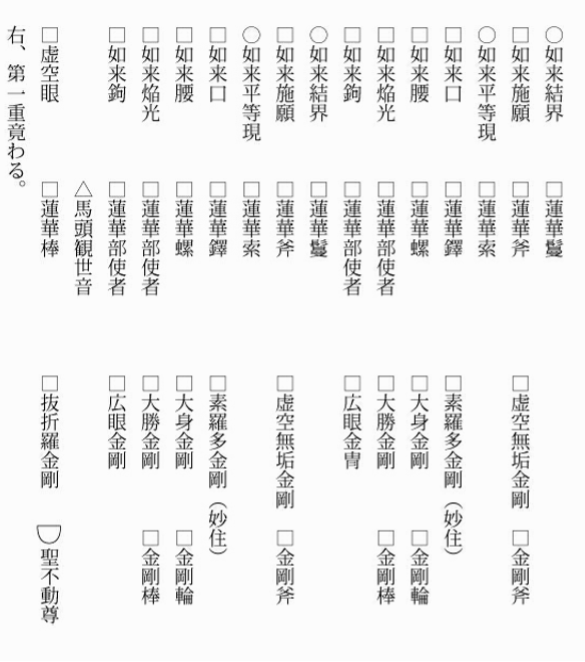 ○如来結界 □蓮華鬘
□如来施願 □蓮華斧 □虚空無垢金剛 □金剛斧
○如来平等現 □蓮華索
□如来口 □蓮華鐸 □素羅多金剛(妙住)
□如来腰 □蓮華螺 □大身金剛 □金剛輪
□如来焔光 □蓮華部使者 □大勝金剛 □金剛棒
□如来鉤 □蓮華部使者 □広眼金冑
○如来結界 □蓮華鬘
□如来施願 □蓮華斧 □虚空無垢金剛 □金剛斧
○如来平等現 □蓮華索
□如来口 □蓮華鐸 □素羅多金剛(妙住)
□如来腰 □蓮華螺 □大身金剛 □金剛輪
□如来焔光 □蓮華部使者 □大勝金剛 □金剛棒
□如来鉤 □蓮華部使者 □広眼金剛
△馬頭観世音
□虚空眼 □蓮華棒 □抜折羅金剛 聖不動尊
右、第一重竟わる。